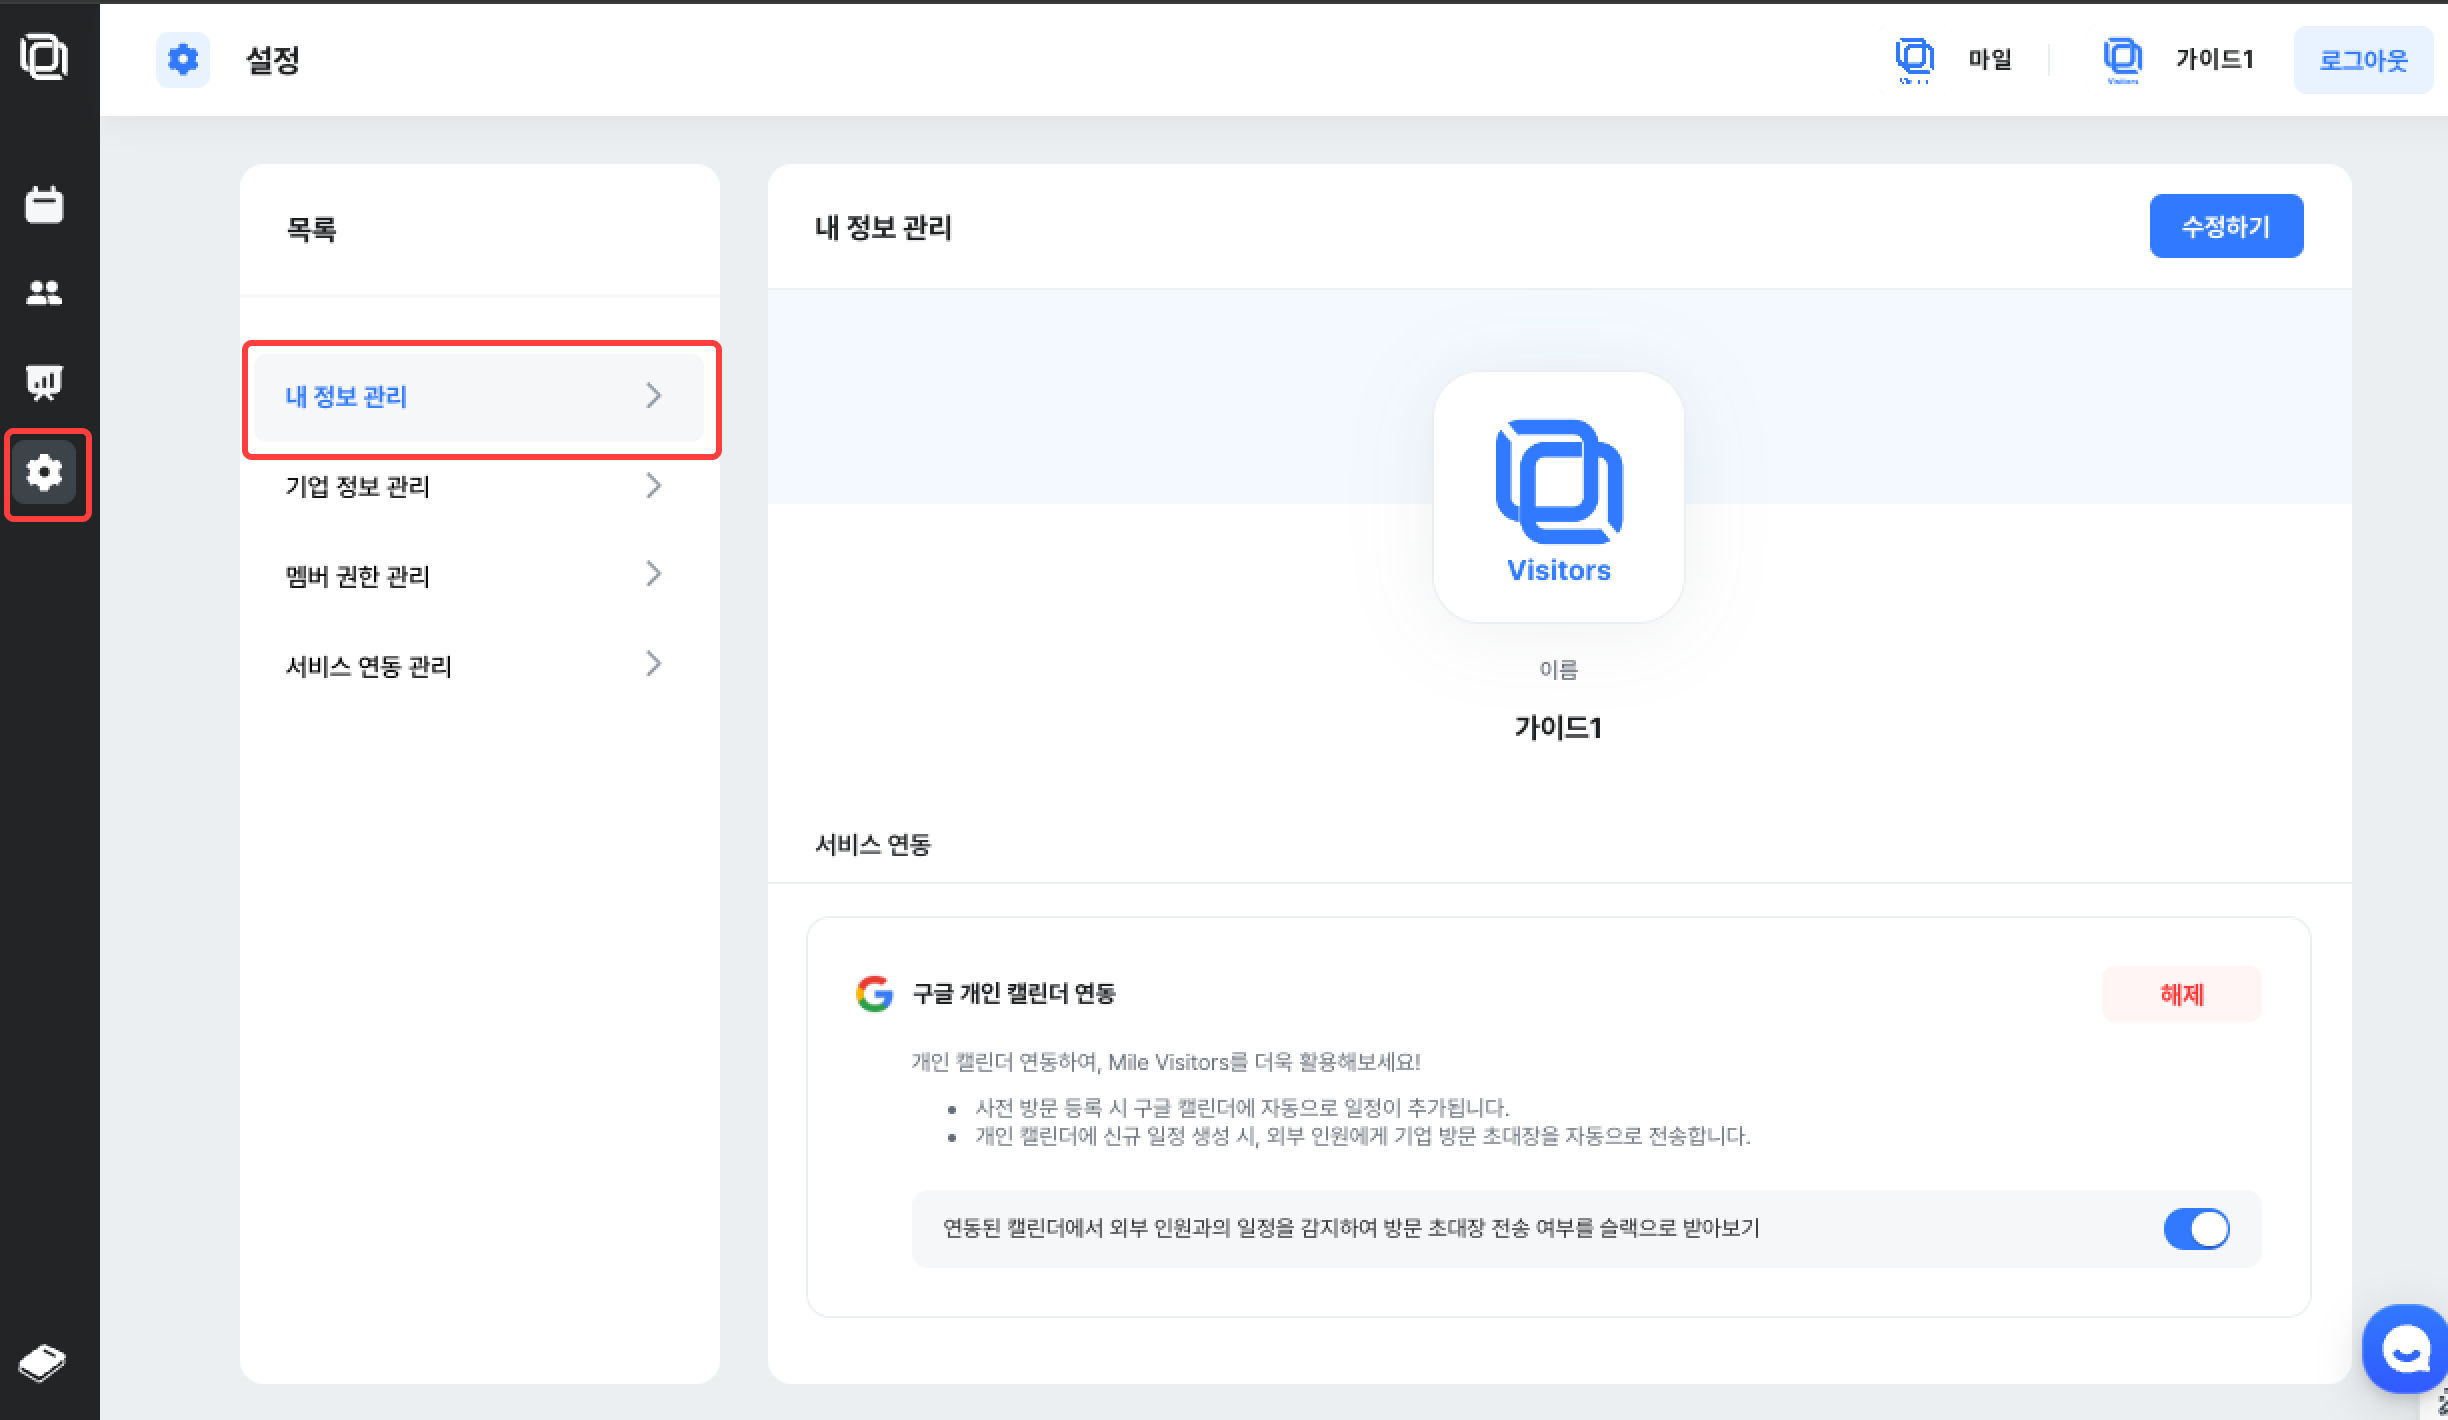 설정
마일
Visitors
가이드1
로그아웃
목록
내 정보 관리
기업 정보 관리
멤버 권한 관리
서비스 연동 관리
내 정보 관리
수정하기
Visitors
이름
가이드1
서비스 연동
구글 개인 캘린더 연동
해제
개인 캘린더 연동하여, Mile Visitors를 더욱 활용해보세요!
• 사전 방문 등록 시 구글 캘린더에 자동으로 일정이 추가됩니다.
• 개인 캘린더에 신규 일정 생성 시, 외부 인원에게 기업 방문 초대장을 자동으로 전송합니다.
연동된 캘린더에서 외부 인원과의 일정을 감지하여 방문 초대장 전송 여부를 슬랙으로 받아보기